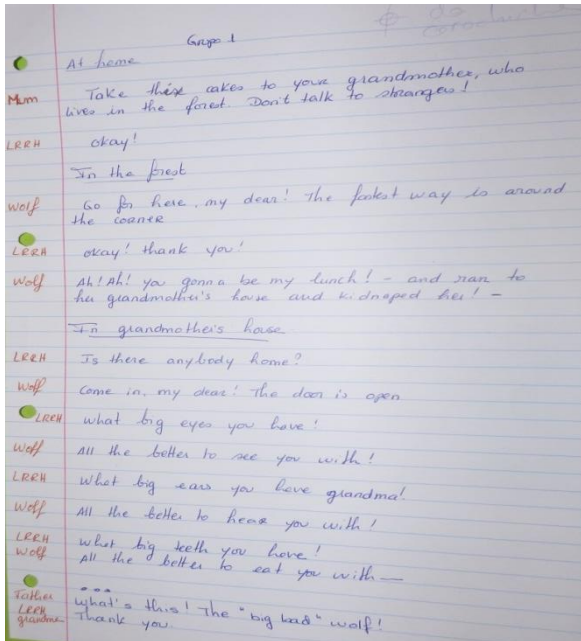 Grupo 1
At home
Mum Take these cakes to your grandmother, who
lives in the forest. Don't talk to strangers!
LRRH okay!
In the forest
Wolf Go for here, my dear! The fastest way is around
the corner
LRRH okay! thank you!
Wolf Ah! Ah! you gonna be my lunch! - and ran to
her grandmother's house and kidnaped her! -
In grandmother's house
LRRH Is there anybody home?
Wolf Come in, my dear! The door is open
LRRH what big eyes you have!
Wolf All the better to see you with!
LRRH What big ears you have grandma!
Wolf All the better to hear you with!
LRRH what big teeth you have!
Wolf All the better to eat you with —
...
Father What's this! The "big bad" wolf!
LRRH Thank you.
grandma